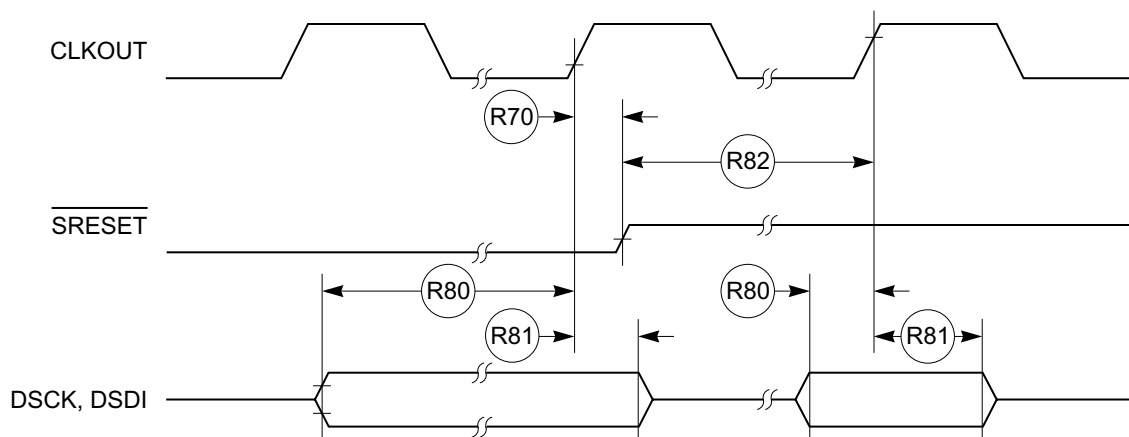 CLKOUT
R70
R82
SRESET
R80
R80
R81
R81
DSCK, DSDI